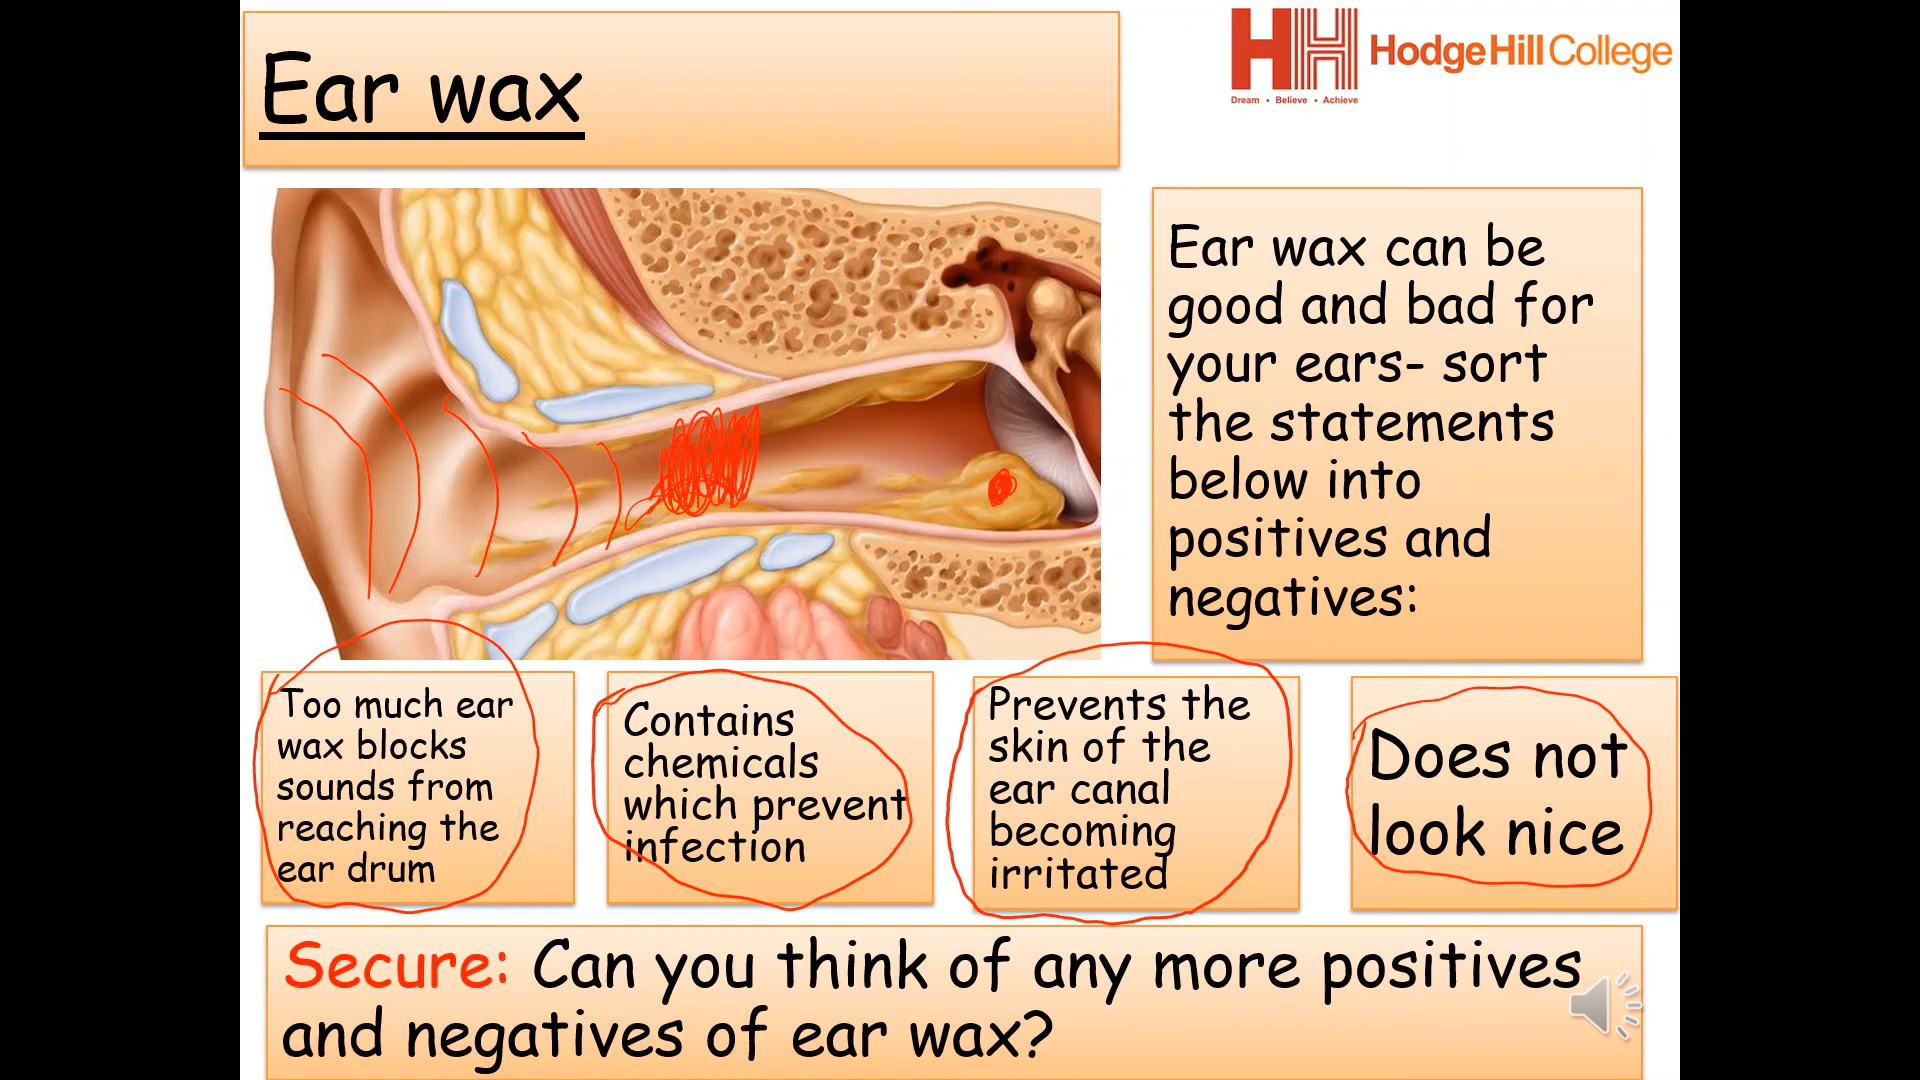 Ear wax
HH Hodge Hill College
Dream • Believe • Achieve
Ear wax can be
good and bad for
your ears- sort
the statements
below into
positives and
negatives:
Too much ear
wax blocks
sounds from
reaching the
ear drum
Contains
chemicals
which prevent
infection
Prevents the
skin of the
ear canal
becoming
irritated
Does not
look nice
Secure: Can you think of any more positives
and negatives of ear wax?